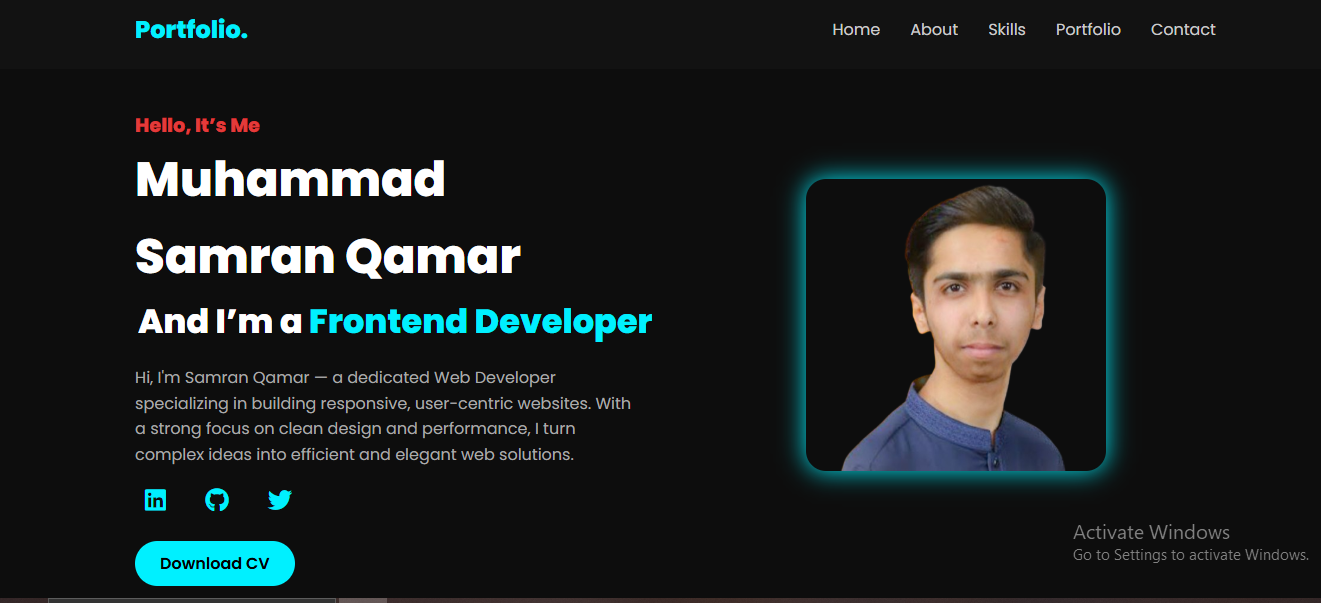 Portfolio.
Home About Skills Portfolio Contact
Hello, It’s Me
Muhammad
Samran Qamar
And I’m a Frontend Developer
Hi, I'm Samran Qamar — a dedicated Web Developer
specializing in building responsive, user-centric websites. With
a strong focus on clean design and performance, I turn
complex ideas into efficient and elegant web solutions.
in
Download CV
Activate Windows
Go to Settings to activate Windows.